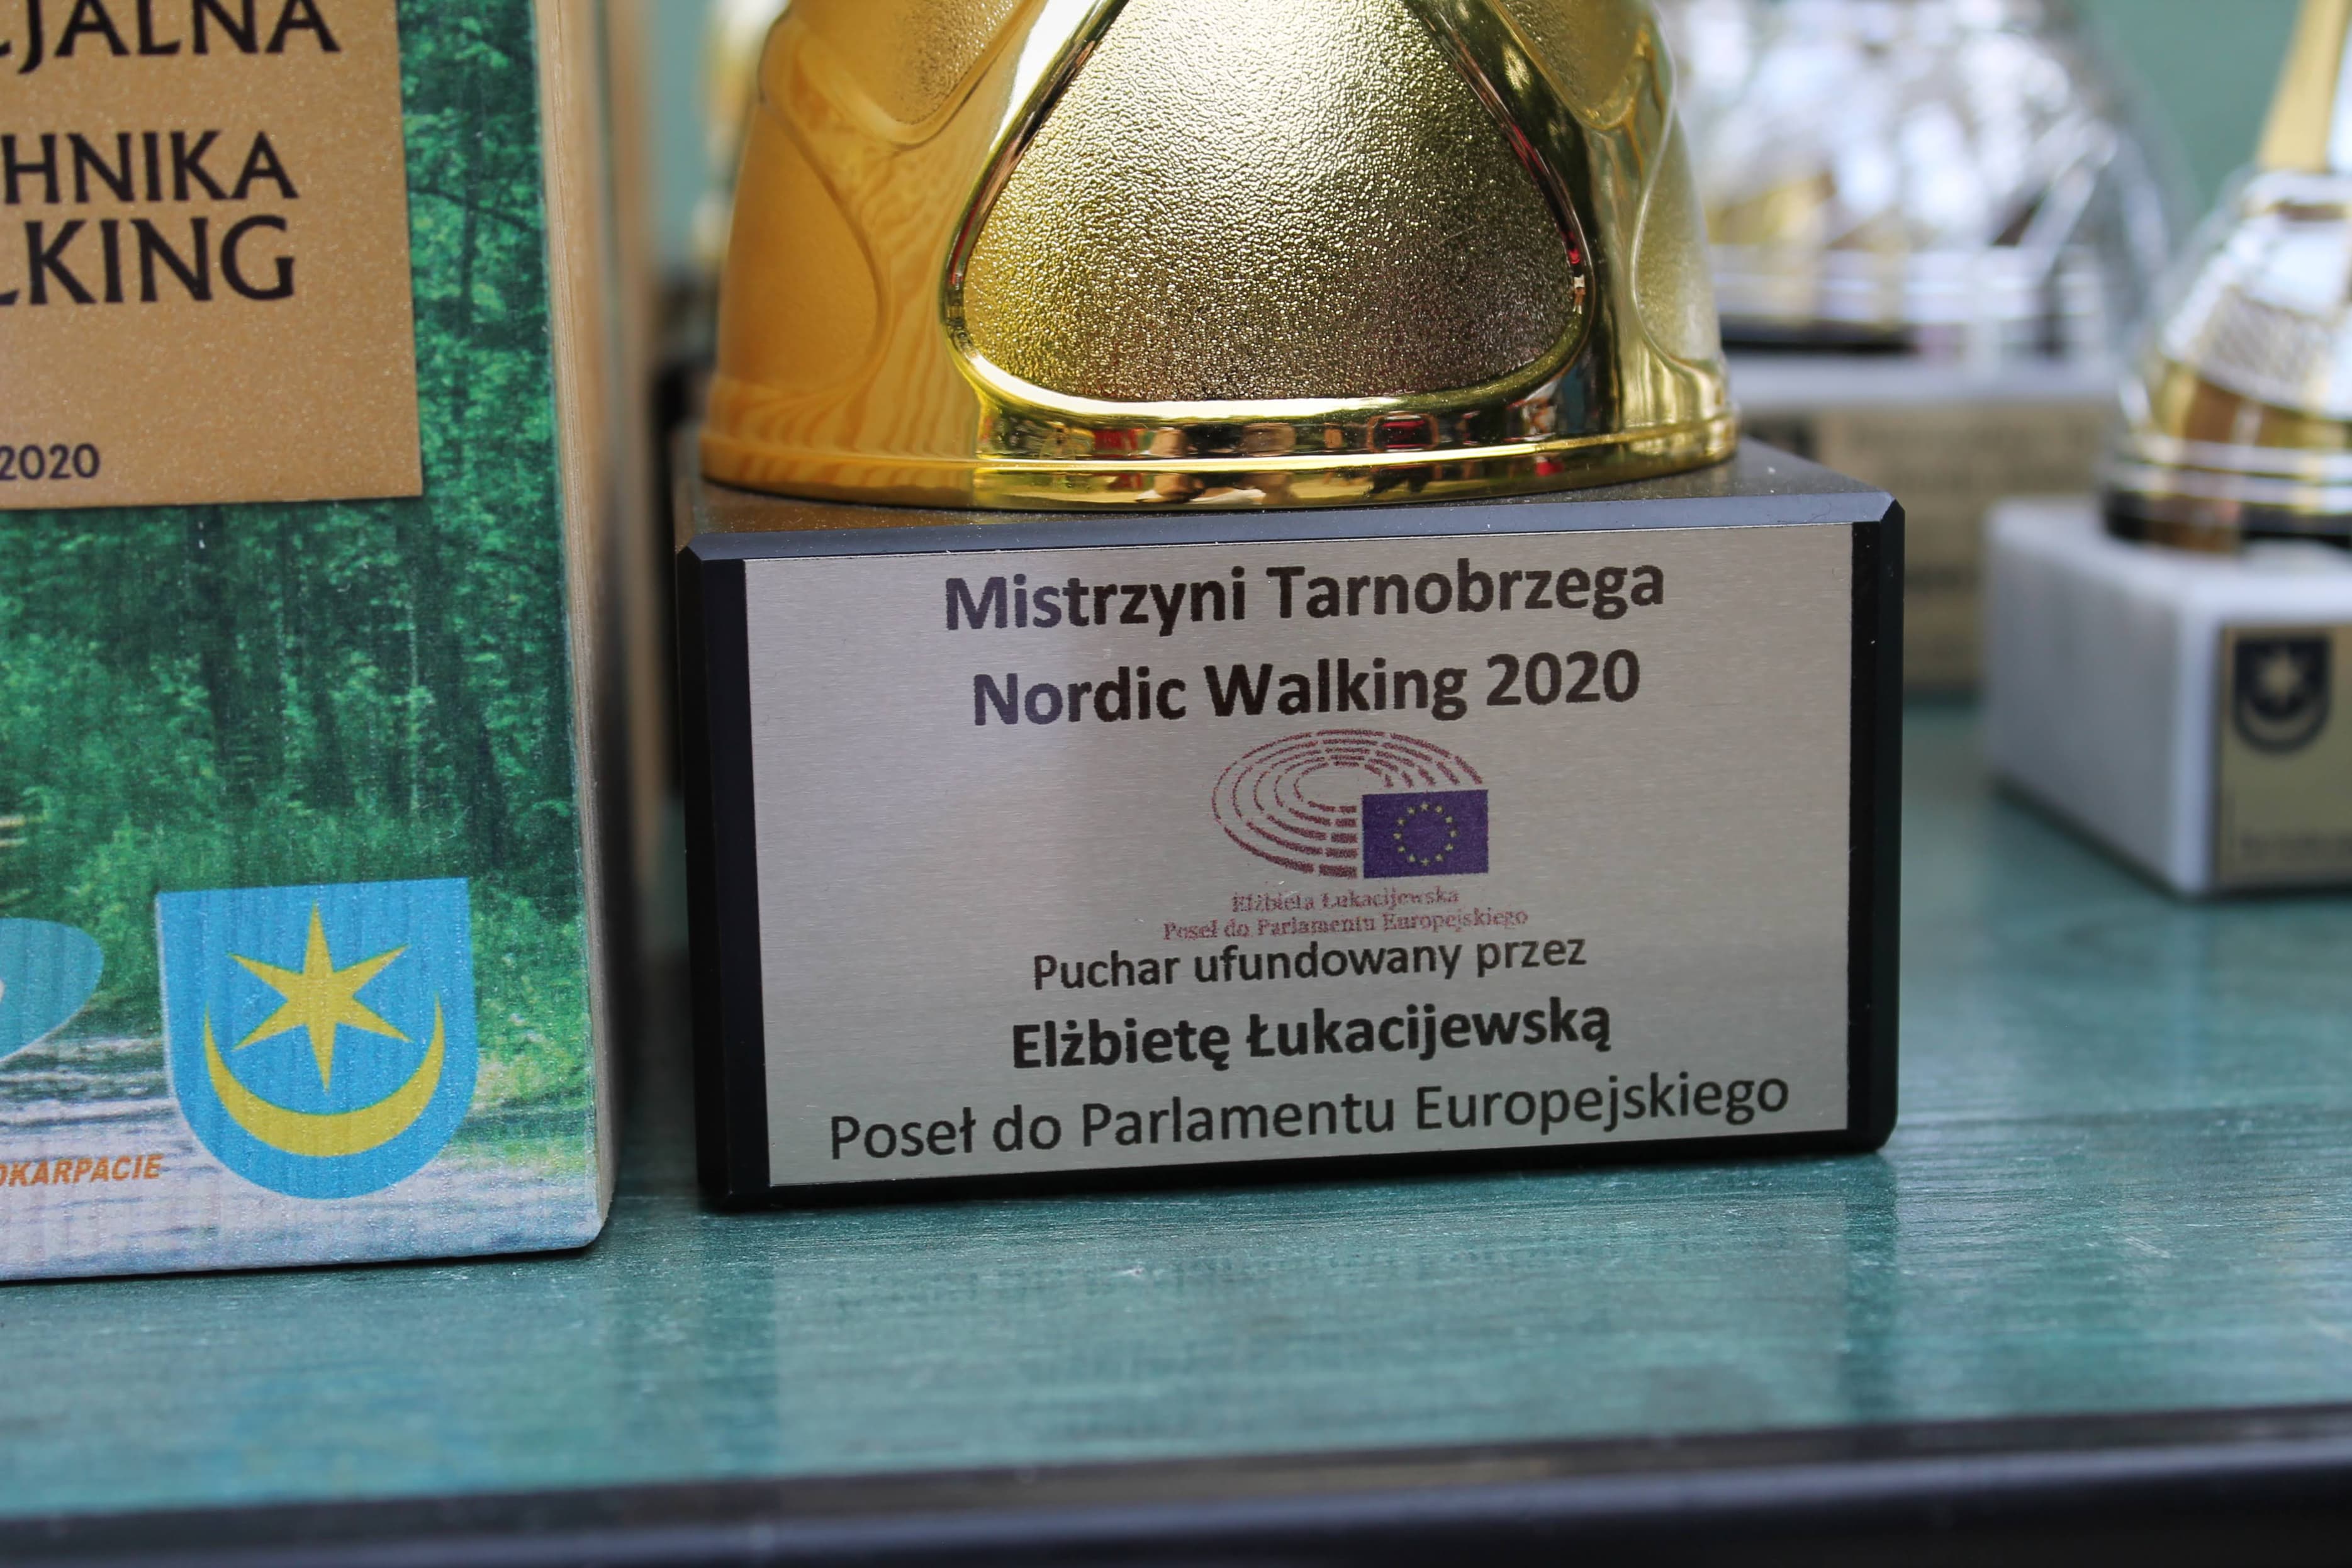 CJALNA
HNIKA
LKING
2020
OKARPACIE
Mistrzyni Tarnobrzega
Nordic Walking 2020
Elżbieta Łukacijewska
Poseł do Parlamentu Europejskiego
Puchar ufundowany przez
Elżbietę Łukacijewską
Poseł do Parlamentu Europejskiego